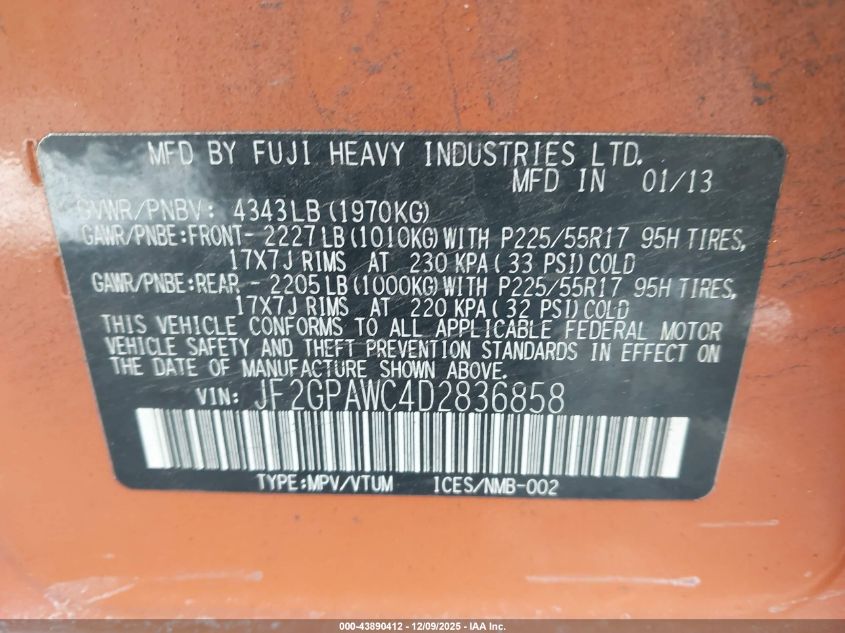 MFD BY FUJI HEAVY INDUSTRIES LTD.
MFD IN 01/13
GVWR/PNBV: 4343LB(1970KG)
GAWR/PNBE:FRONT- 2227LB(1010KG)WITH P225/55R17 95H TIRES,
17X7J RIMS AT 230 KPA( 33 PSI)COLD
GAWR/PNBE:REAR - 2205LB(1000KG)WITH P225/55R17 95H TIRES,
17X7J RIMS AT 220 KPA( 32 PSI)COLD
THIS VEHICLE CONFORMS TO ALL APPLICABLE FEDERAL MOTOR
VEHICLE SAFETY AND THEFT PREVENTION STANDARDS IN EFFECT ON
THE DATE OF MANUFACTURE SHOWN ABOVE.
VIN: JF2GPAWC4D2836858
TYPE:MPV/VTUM ICES/NMB-002
000-43890412 - 12/09/2025 - IAA Inc.